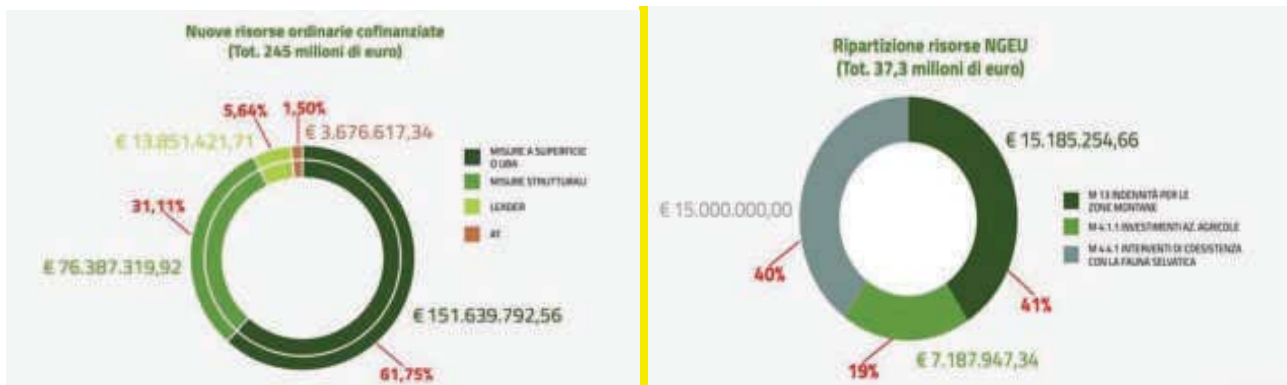 Nuove risorse ordinarie cofinanziate
(Tot. 245 milioni di euro)
5,64%
1,50%
€ 13.851.421,71
€ 3.676.617,34
MISURE A SUPERFICIE
O UBA
MISURE STRUTTURALI
LEADER
AT
31,11%
€ 76.387.319,92
€ 151.639.792,56
61,75%
Ripartizione risorse NGEU
(Tot. 37,3 milioni di euro)
€ 15.185.254,66
M 13 INDENNITÀ PER LE
ZONE MONTANE
M 4.1.1 INVESTIMENTI AZ. AGRICOLE
M 4.4.1 INTERVENTI DI COESISTENZA
CON LA FAUNA SELVATICA
€ 15.000.000,00
40%
41%
€ 7.187.947,34
19%